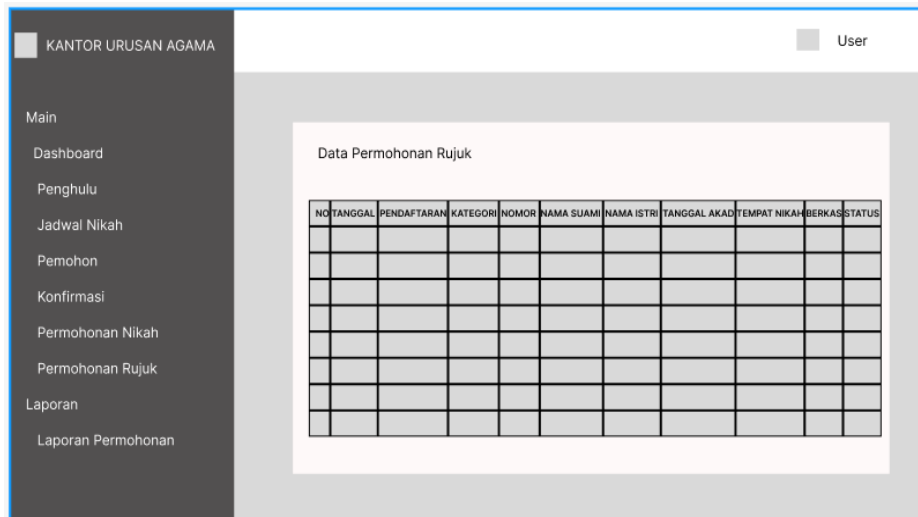 KANTOR URUSAN AGAMA
User
Main
Dashboard
Penghulu
Jadwal Nikah
Pemohon
Konfirmasi
Permohonan Nikah
Permohonan Rujuk
Laporan
Laporan Permohonan
Data Permohonan Rujuk
NO TANGGAL PENDAFTARAN KATEGORI NOMOR NAMA SUAMI NAMA ISTRI TANGGAL AKAD TEMPAT NIKAH BERKAS STATUS